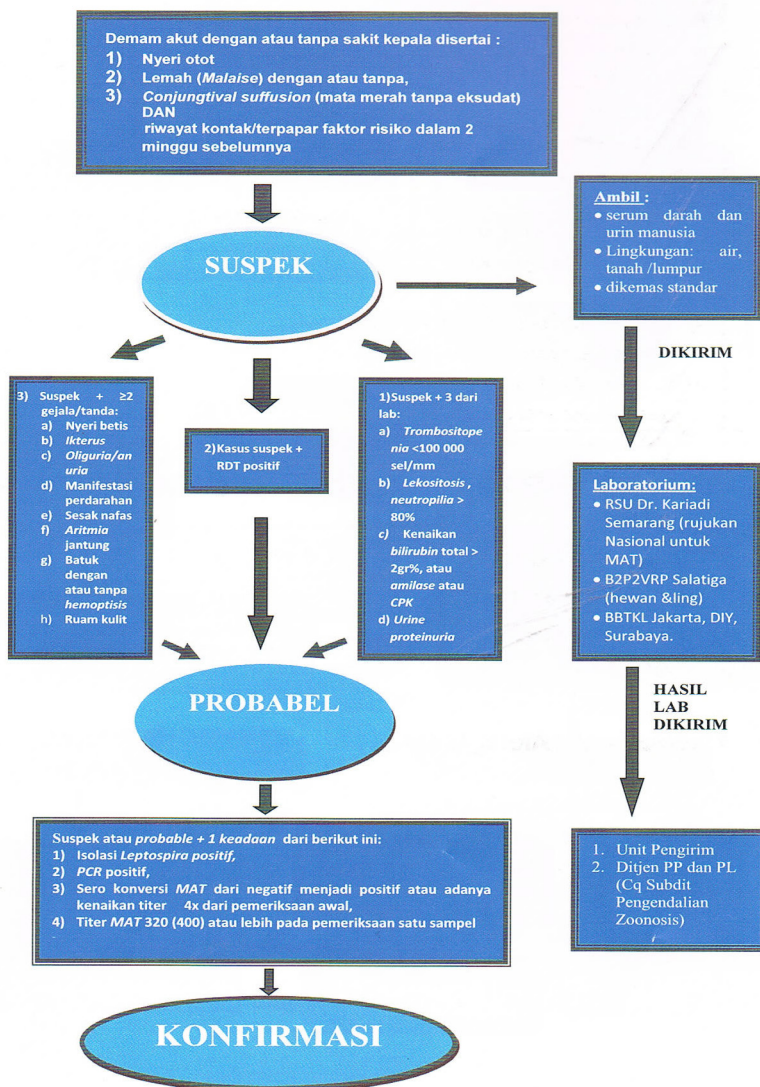 Demam akut dengan atau tanpa sakit kepala disertai :
1) Nyeri otot
2) Lemah (Malaise) dengan atau tanpa,
3) Conjungtival suffusion (mata merah tanpa eksudat)
DAN
riwayat kontak/terpapar faktor risiko dalam 2
minggu sebelumnya
SUSPEK
Ambil :
• serum darah dan
urin manusia
• Lingkungan: air,
tanah /lumpur
• dikemas standar
DIKIRIM
3) Suspek + ≥2
gejala/tanda:
a) Nyeri betis
b) Ikterus
c) Oliguria/an
uria
d) Manifestasi
perdarahan
e) Sesak nafas
f) Aritmia
jantung
g) Batuk
dengan
atau tanpa
hemoptisis
h) Ruam kulit
2)Kasus suspek +
RDT positif
1)Suspek + 3 dari
lab:
a) Trombositope
nia <100 000
sel/mm
b) Lekositosis ,
neutropilia >
80%
c) Kenaikan
bilirubin total >
2gr%, atau
amilase atau
CPK
d) Urine
proteinuria
Laboratorium:
• RSU Dr. Kariadi
Semarang (rujukan
Nasional untuk
MAT)
• B2P2VRP Salatiga
(hewan &ling)
• BBTKL Jakarta, DIY,
Surabaya.
PROBABEL
HASIL
LAB
DIKIRIM
Suspek atau probable + 1 keadaan dari berikut ini:
1) Isolasi Leptospira positif,
2) PCR positif,
3) Sero konversi MAT dari negatif menjadi positif atau adanya
kenaikan titer 4x dari pemeriksaan awal,
4) Titer MAT 320 (400) atau lebih pada pemeriksaan satu sampel
1. Unit Pengirim
2. Ditjen PP dan PL
(Cq Subdit
Pengendalian
Zoonosis)
KONFIRMASI